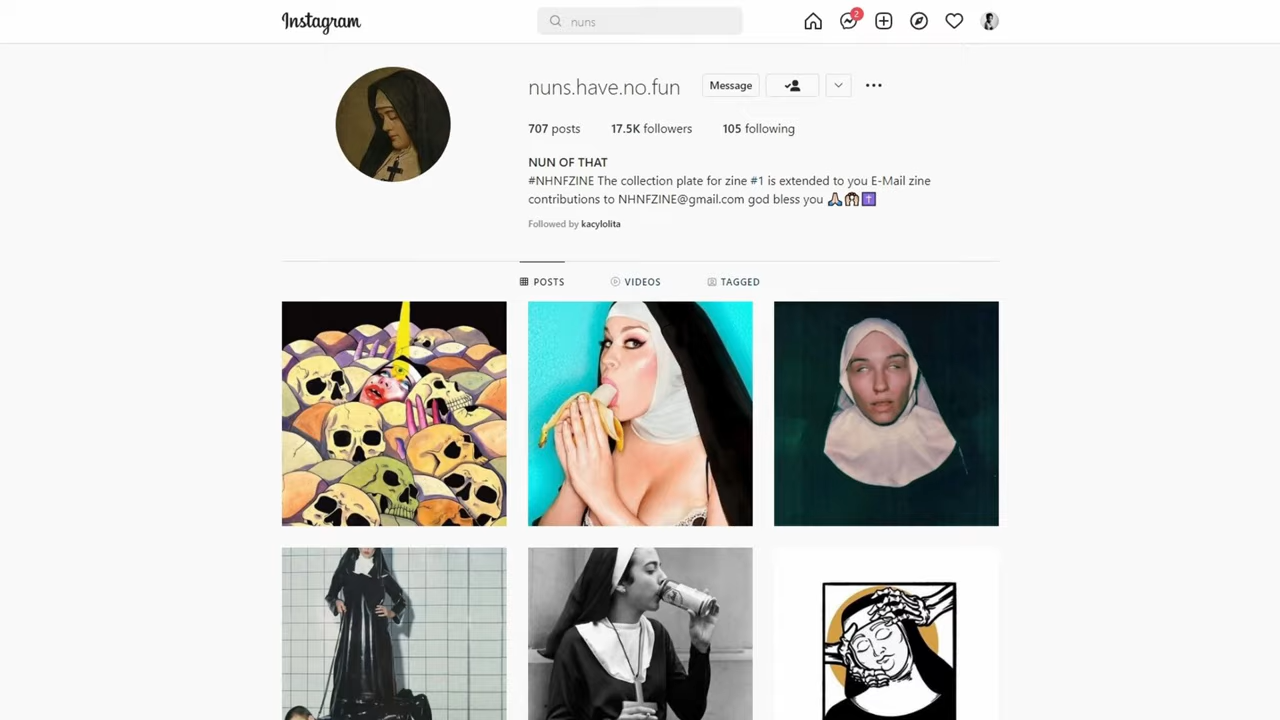 Instagram
nuns
2
nuns.have.no.fun
Message
707 posts 17.5K followers 105 following
NUN OF THAT
#NHNFZINE The collection plate for zine #1 is extended to you E-Mail zine
contributions to NHNFZINE@gmail.com god bless you 🙏🏻🙇🏻‍♀️✝️
Followed by kacylolita
POSTS VIDEOS TAGGED